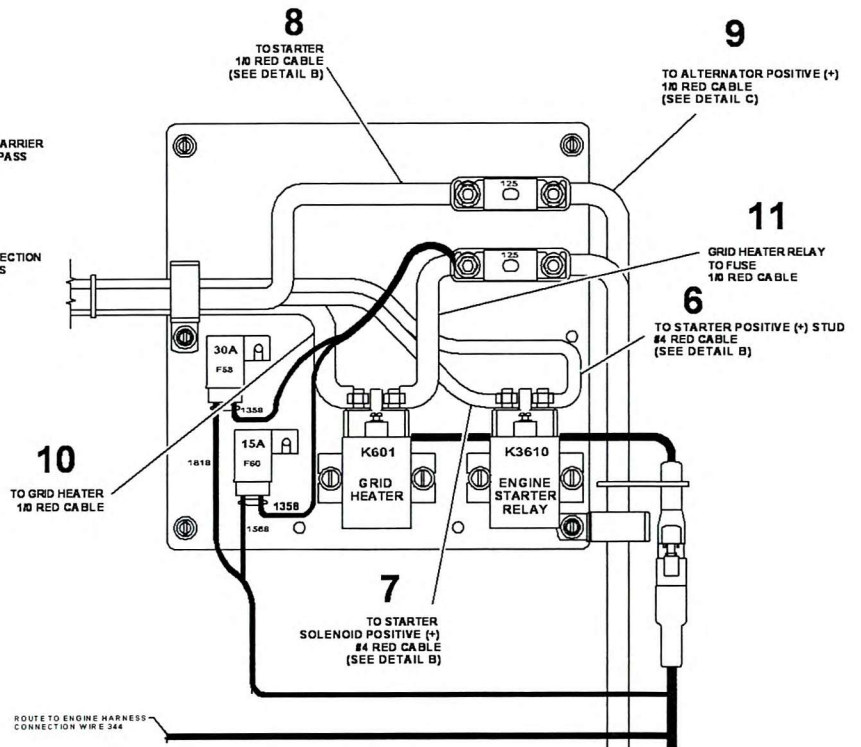 8
TO STARTER
1/0 RED CABLE
(SEE DETAIL B)
9
TO ALTERNATOR POSITIVE (+)
1/0 RED CABLE
(SEE DETAIL C)
ARRIER
PASS
125
11
GRID HEATER RELAY
TO FUSE
1/0 RED CABLE
ECTION
S
125
6
TO STARTER POSITIVE (+) STUD
#4 RED CABLE
(SEE DETAIL B)
30A
F58
1358
15A
F60
1818
1358
1568
10
TO GRID HEATER
1/0 RED CABLE
K601
GRID
HEATER
K3610
ENGINE
STARTER
RELAY
7
TO STARTER
SOLENOID POSITIVE (+)
#4 RED CABLE
(SEE DETAIL B)
ROUTE TO ENGINE HARNESS
CONNECTION WIRE 344